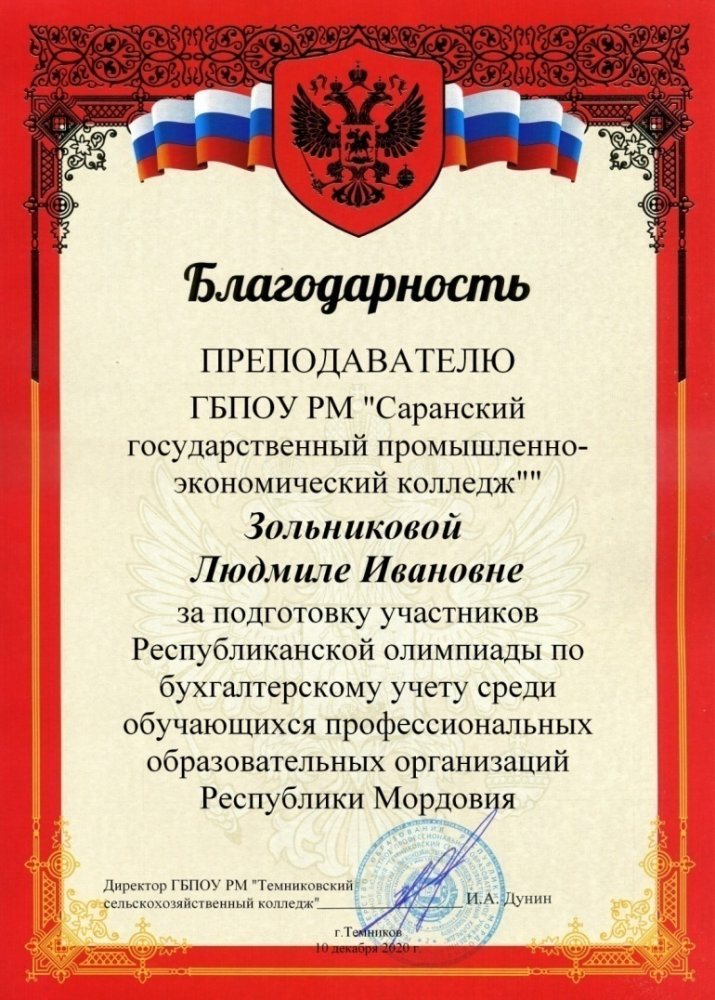 Благодарность
ПРЕПОДАВАТЕЛЮ
ГБПОУ РМ "Саранский
государственный промышленно-
экономический колледж""
Зольниковой
Людмиле Ивановне
за подготовку участников
Республиканской олимпиады по
бухгалтерскому учету среди
обучающихся профессиональных
образовательных организаций
Республики Мордовия
Директор ГБПОУ РМ "Темниковский
сельскохозяйственный колледж"____________________ И.А. Дунин
г.Темников
10 декабря 2020 г.